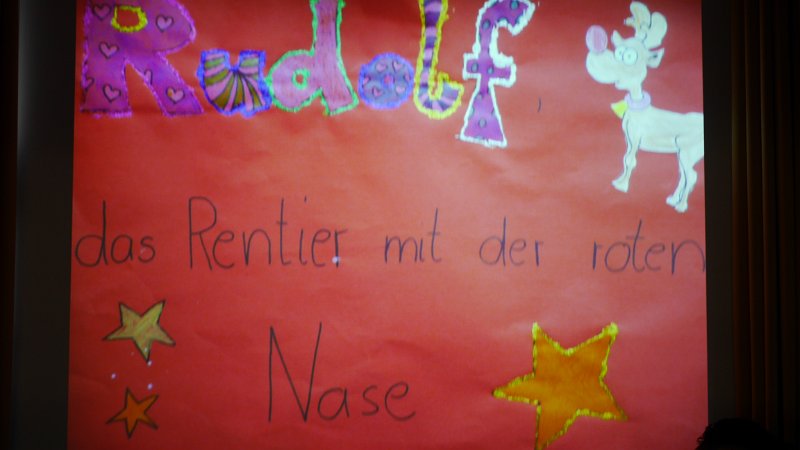 Rudolf
das Rentier mit der roten
Nase